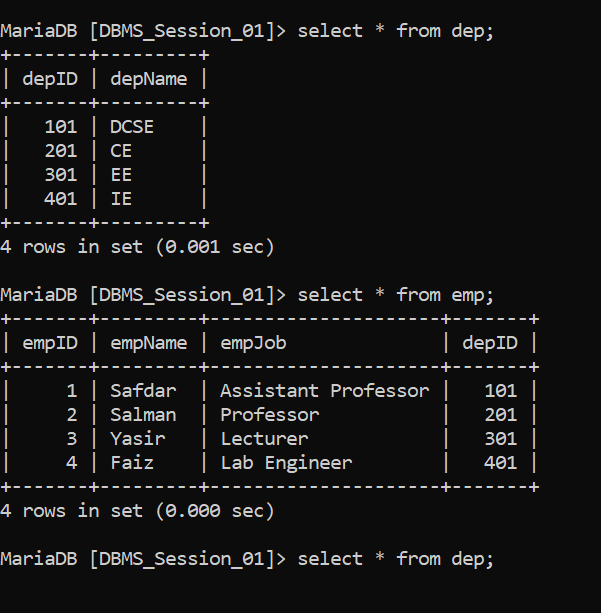 MariaDB [DBMS_Session_01]> select * from dep;
+-------+---------+
| depID | depName |
+-------+---------+
|   101 | DCSE    |
|   201 | CE      |
|   301 | EE      |
|   401 | IE      |
+-------+---------+
4 rows in set (0.001 sec)
MariaDB [DBMS_Session_01]> select * from emp;
+-------+---------+---------------------+-------+
| empID | empName | empJob              | depID |
+-------+---------+---------------------+-------+
|     1 | Safdar  | Assistant Professor |   101 |
|     2 | Salman  | Professor           |   201 |
|     3 | Yasir   | Lecturer            |   301 |
|     4 | Faiz    | Lab Engineer        |   401 |
+-------+---------+---------------------+-------+
4 rows in set (0.000 sec)
MariaDB [DBMS_Session_01]> select * from dep;